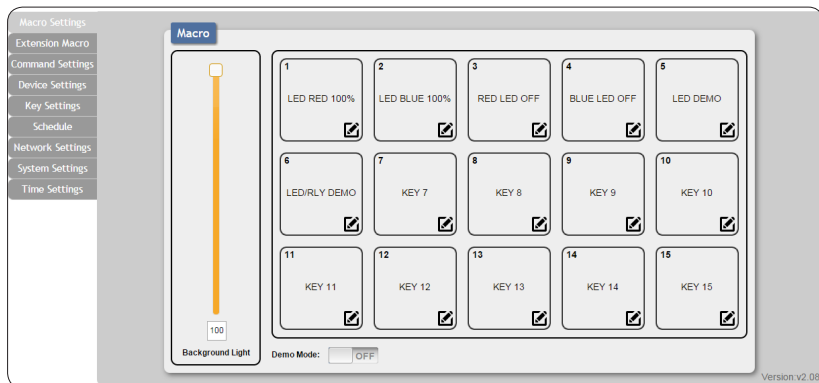 Macro Settings
Extension Macro
Command Settings
Device Settings
Key Settings
Schedule
Network Settings
System Settings
Time Settings
Macro
100
Background Light
1
LED RED 100%
2
LED BLUE 100%
3
RED LED OFF
4
BLUE LED OFF
5
LED DEMO
6
LED/RLY DEMO
7
KEY 7
8
KEY 8
9
KEY 9
10
KEY 10
11
KEY 11
12
KEY 12
13
KEY 13
14
KEY 14
15
KEY 15
Demo Mode: OFF
Version:v2.08